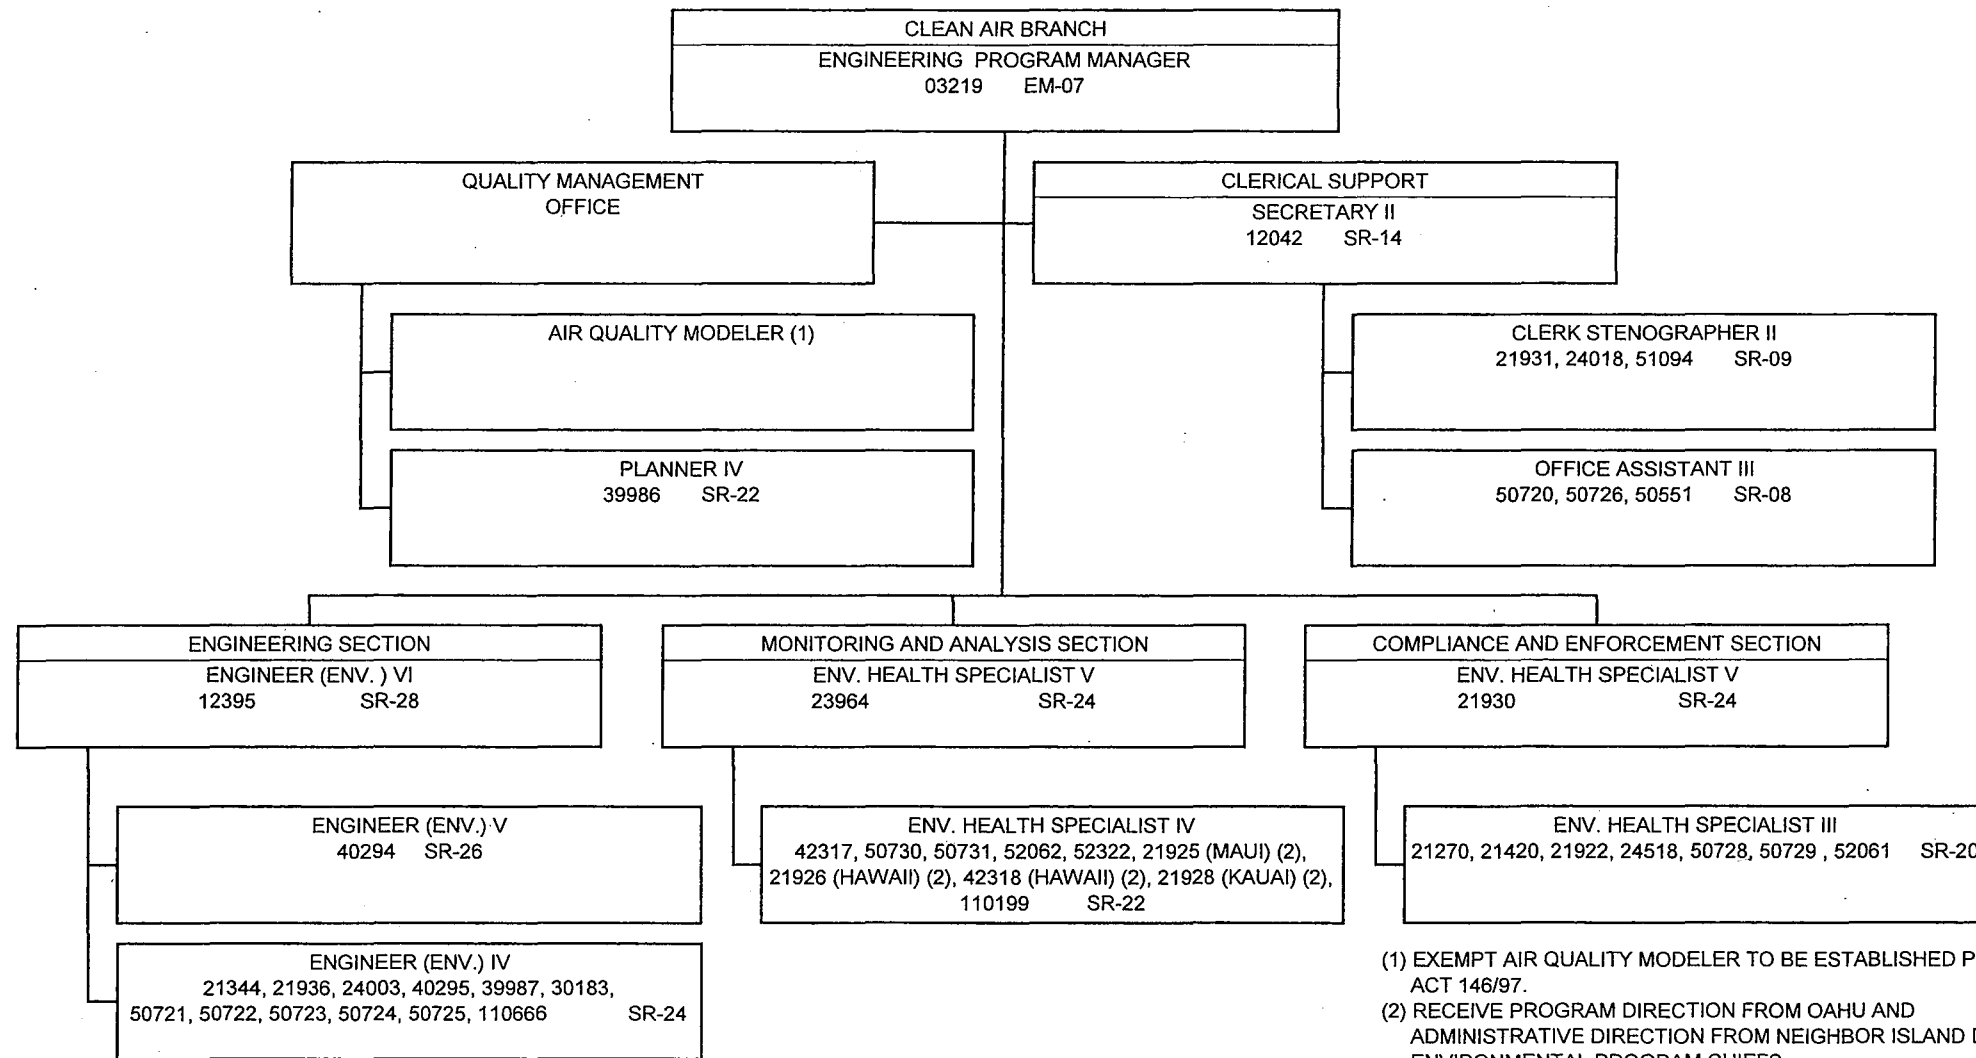 CLEAN AIR BRANCH
ENGINEERING PROGRAM MANAGER
03219 EM-07
QUALITY MANAGEMENT
OFFICE
CLERICAL SUPPORT
SECRETARY II
12042 SR-14
AIR QUALITY MODELER (1)
CLERK STENOGRAPHER II
21931, 24018, 51094 SR-09
PLANNER IV
39986 SR-22
OFFICE ASSISTANT III
50720, 50726, 50551 SR-08
ENGINEERING SECTION
ENGINEER (ENV. ) VI
12395 SR-28
MONITORING AND ANALYSIS SECTION
ENV. HEALTH SPECIALIST V
23964 SR-24
COMPLIANCE AND ENFORCEMENT SECTION
ENV. HEALTH SPECIALIST V
21930 SR-24
ENGINEER (ENV.) V
40294 SR-26
ENGINEER (ENV.) IV
21344, 21936, 24003, 40295, 39987, 30183,
50721, 50722, 50723, 50724, 50725, 110666 SR-24
ENV. HEALTH SPECIALIST IV
42317, 50730, 50731, 52062, 52322, 21925 (MAUI) (2),
21926 (HAWAII) (2), 42318 (HAWAII) (2), 21928 (KAUAI) (2),
110199 SR-22
ENV. HEALTH SPECIALIST III
21270, 21420, 21922, 24518, 50728, 50729 , 52061 SR-20
(1) EXEMPT AIR QUALITY MODELER TO BE ESTABLISHED
ACT 146/97.
(2) RECEIVE PROGRAM DIRECTION FROM OAHU AND
ADMINISTRATIVE DIRECTION FROM NEIGHBOR ISLAND